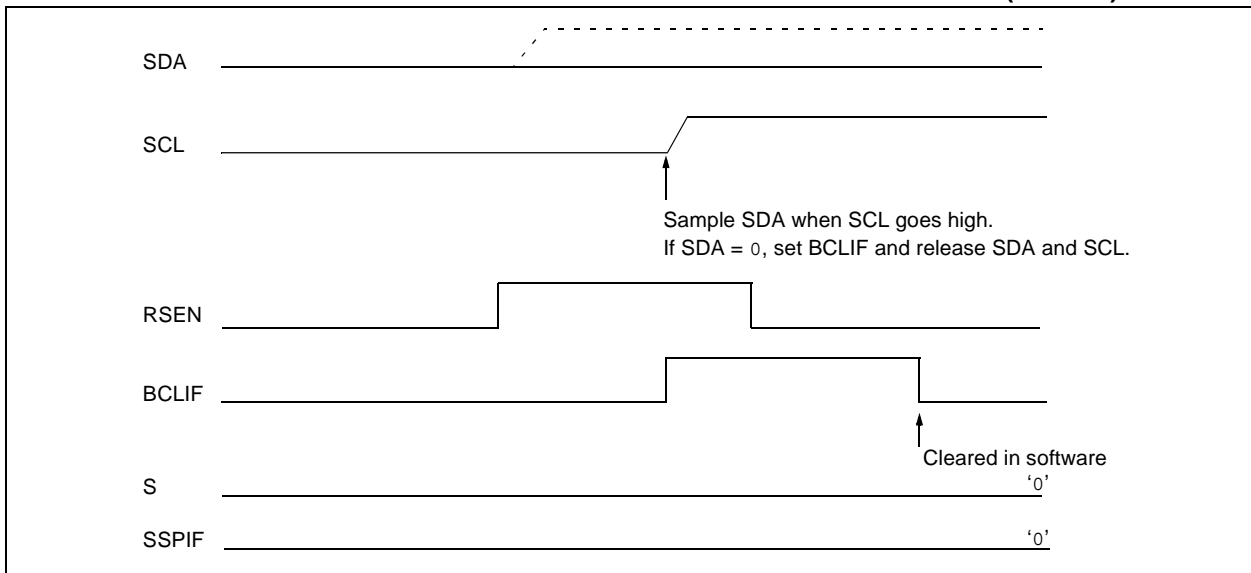 SDA
SCL
Sample SDA when SCL goes high.
If SDA = 0, set BCLIF and release SDA and SCL.
RSEN
BCLIF
Cleared in software
S
‘0’
SSPIF
‘0’